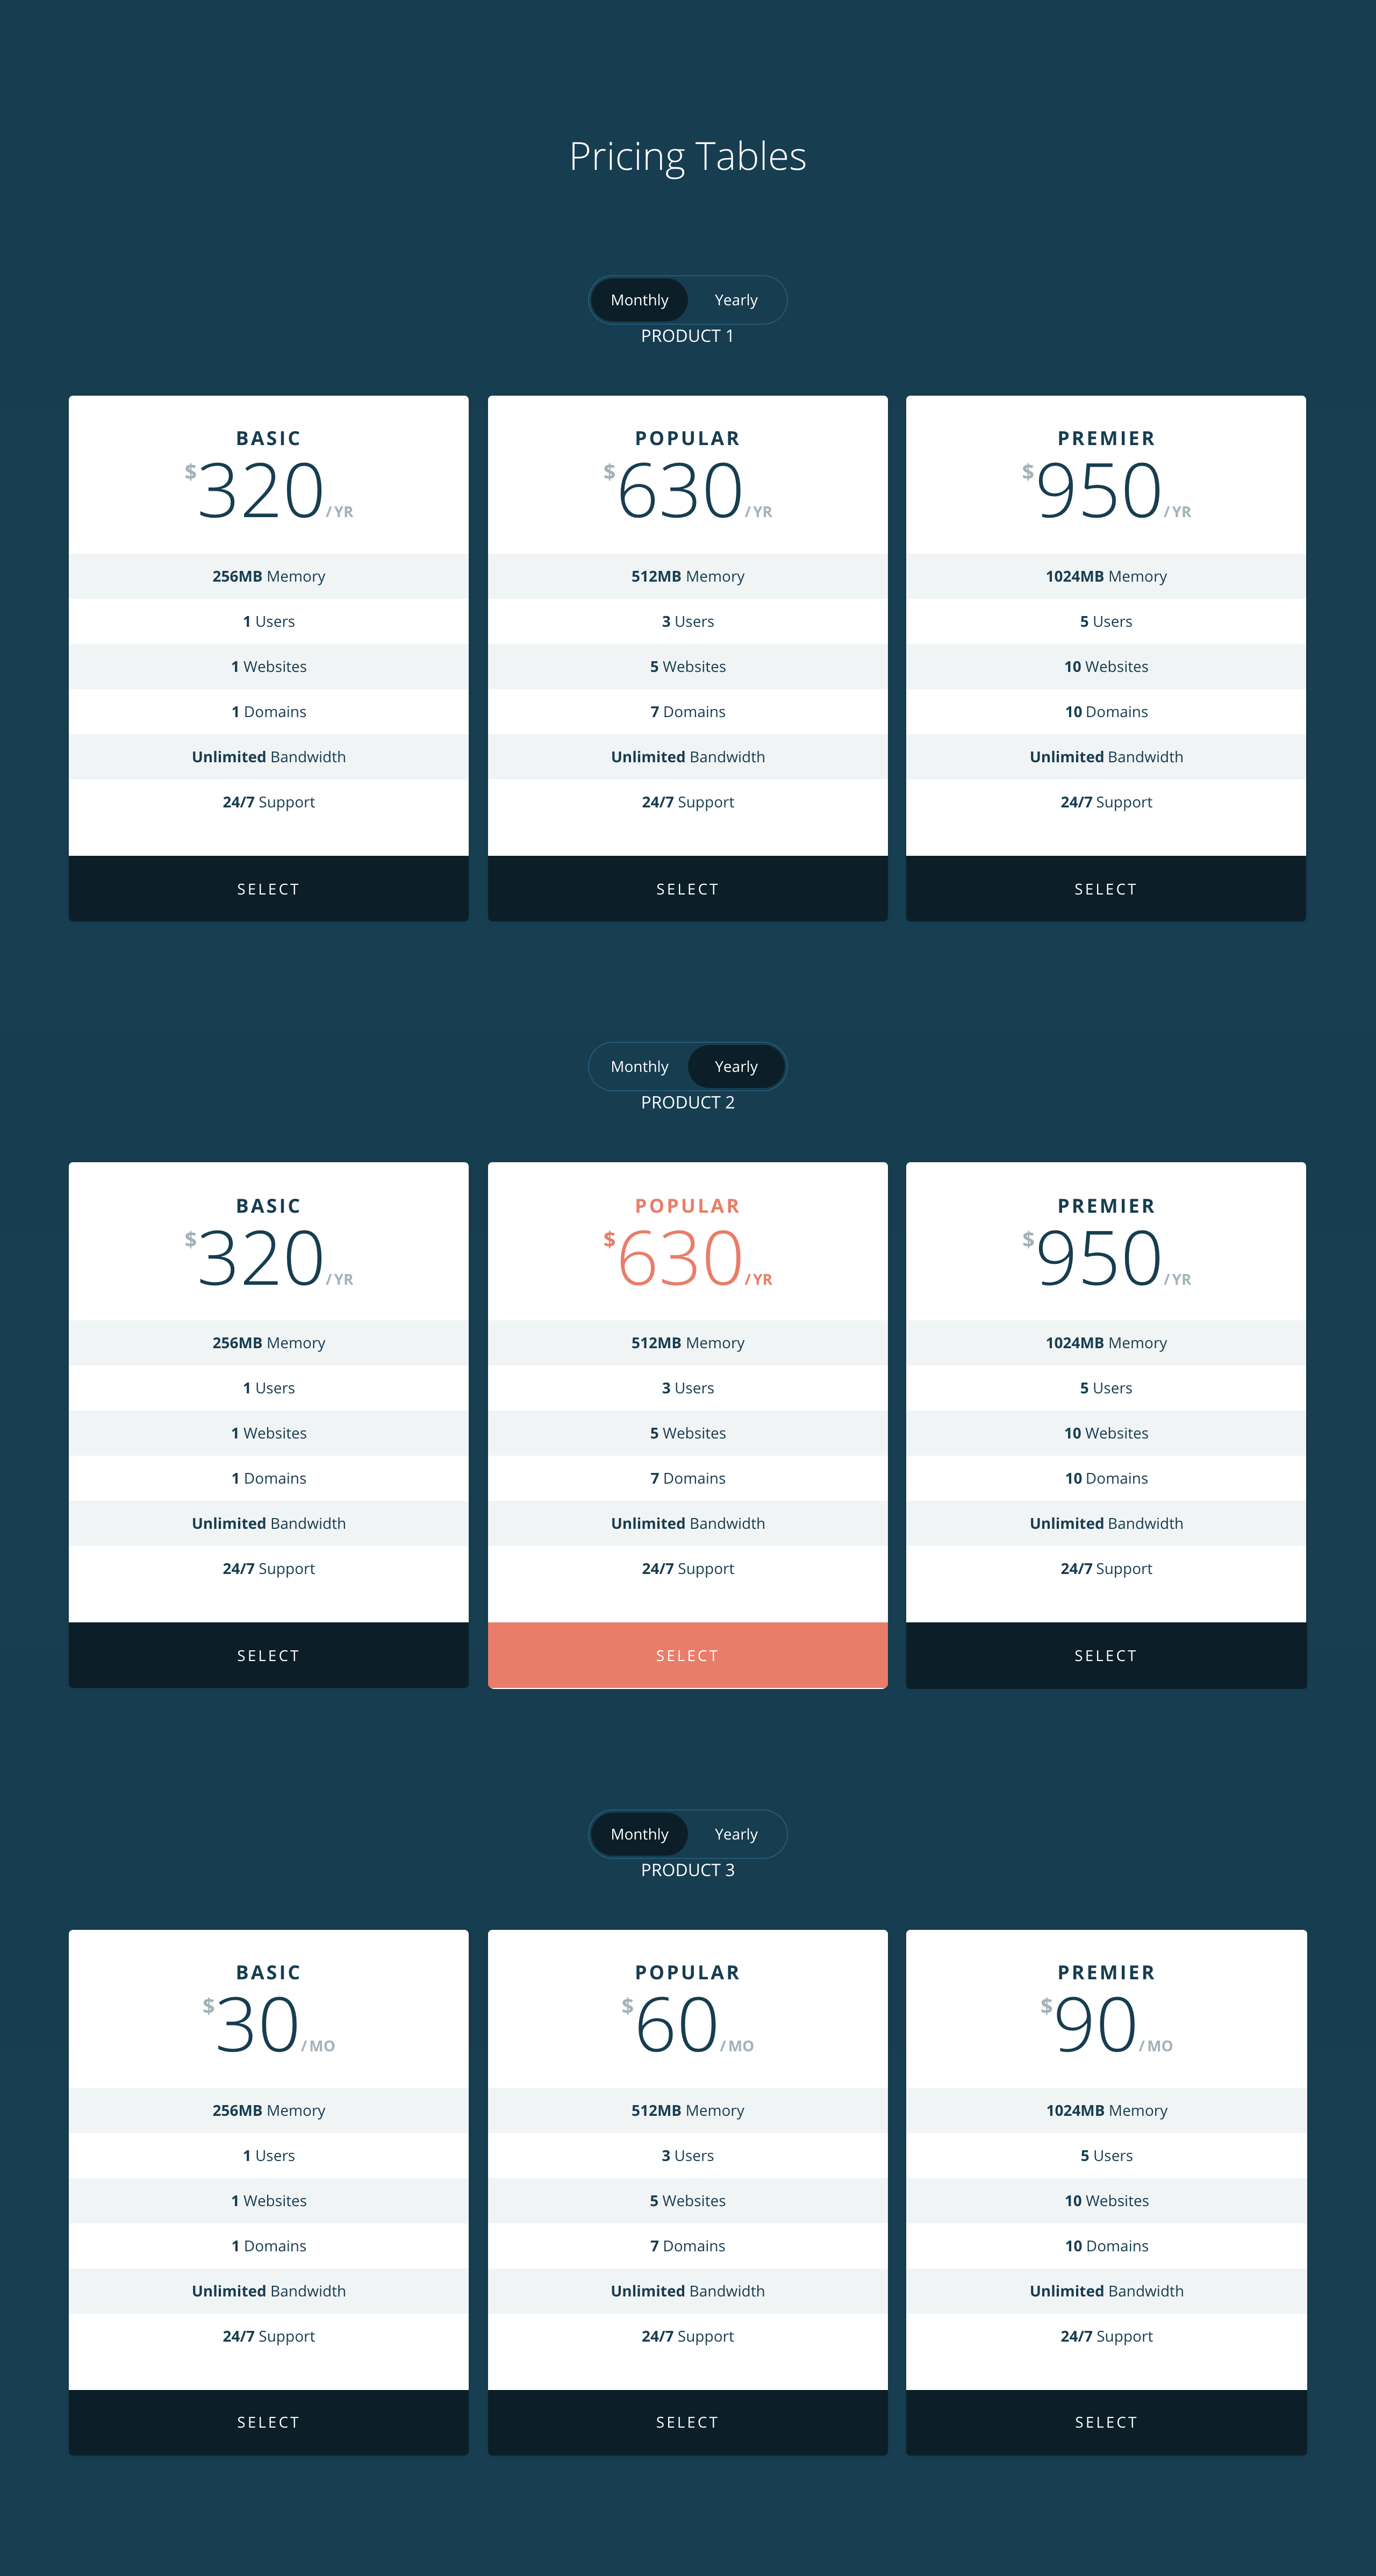 Pricing Tables
Monthly Yearly
PRODUCT 1
BASIC
$320/YR
256MB Memory
1 Users
1 Websites
1 Domains
Unlimited Bandwidth
24/7 Support
SELECT
POPULAR
$630/YR
512MB Memory
3 Users
5 Websites
7 Domains
Unlimited Bandwidth
24/7 Support
SELECT
PREMIER
$950/YR
1024MB Memory
5 Users
10 Websites
10 Domains
Unlimited Bandwidth
24/7 Support
SELECT
Monthly Yearly
PRODUCT 2
BASIC
$320/YR
256MB Memory
1 Users
1 Websites
1 Domains
Unlimited Bandwidth
24/7 Support
SELECT
POPULAR
$630/YR
512MB Memory
3 Users
5 Websites
7 Domains
Unlimited Bandwidth
24/7 Support
SELECT
PREMIER
$950/YR
1024MB Memory
5 Users
10 Websites
10 Domains
Unlimited Bandwidth
24/7 Support
SELECT
Monthly Yearly
PRODUCT 3
BASIC
$30/MO
256MB Memory
1 Users
1 Websites
1 Domains
Unlimited Bandwidth
24/7 Support
SELECT
POPULAR
$60/MO
512MB Memory
3 Users
5 Websites
7 Domains
Unlimited Bandwidth
24/7 Support
SELECT
PREMIER
$90/MO
1024MB Memory
5 Users
10 Websites
10 Domains
Unlimited Bandwidth
24/7 Support
SELECT